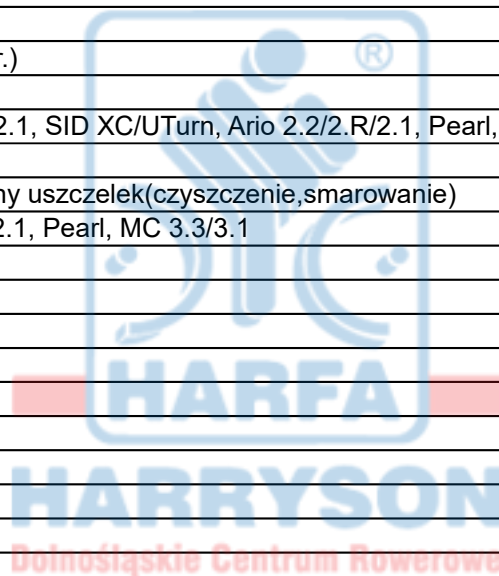 r.)
®
2.1, SID XC/UTurn, Ario 2.2/2.R/2.1, Pearl,
ny uszczelek(czyszczenie,smarowanie)
2.1, Pearl, MC 3.3/3.1
HARFA
HARRYSON
Dolnośląskie Centrum Rowerowe